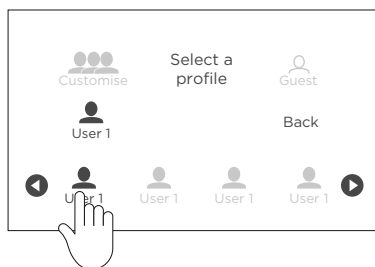 Select a
profile
Customise
Guest
User 1
Back
User 1
User 1
User 1
User 1